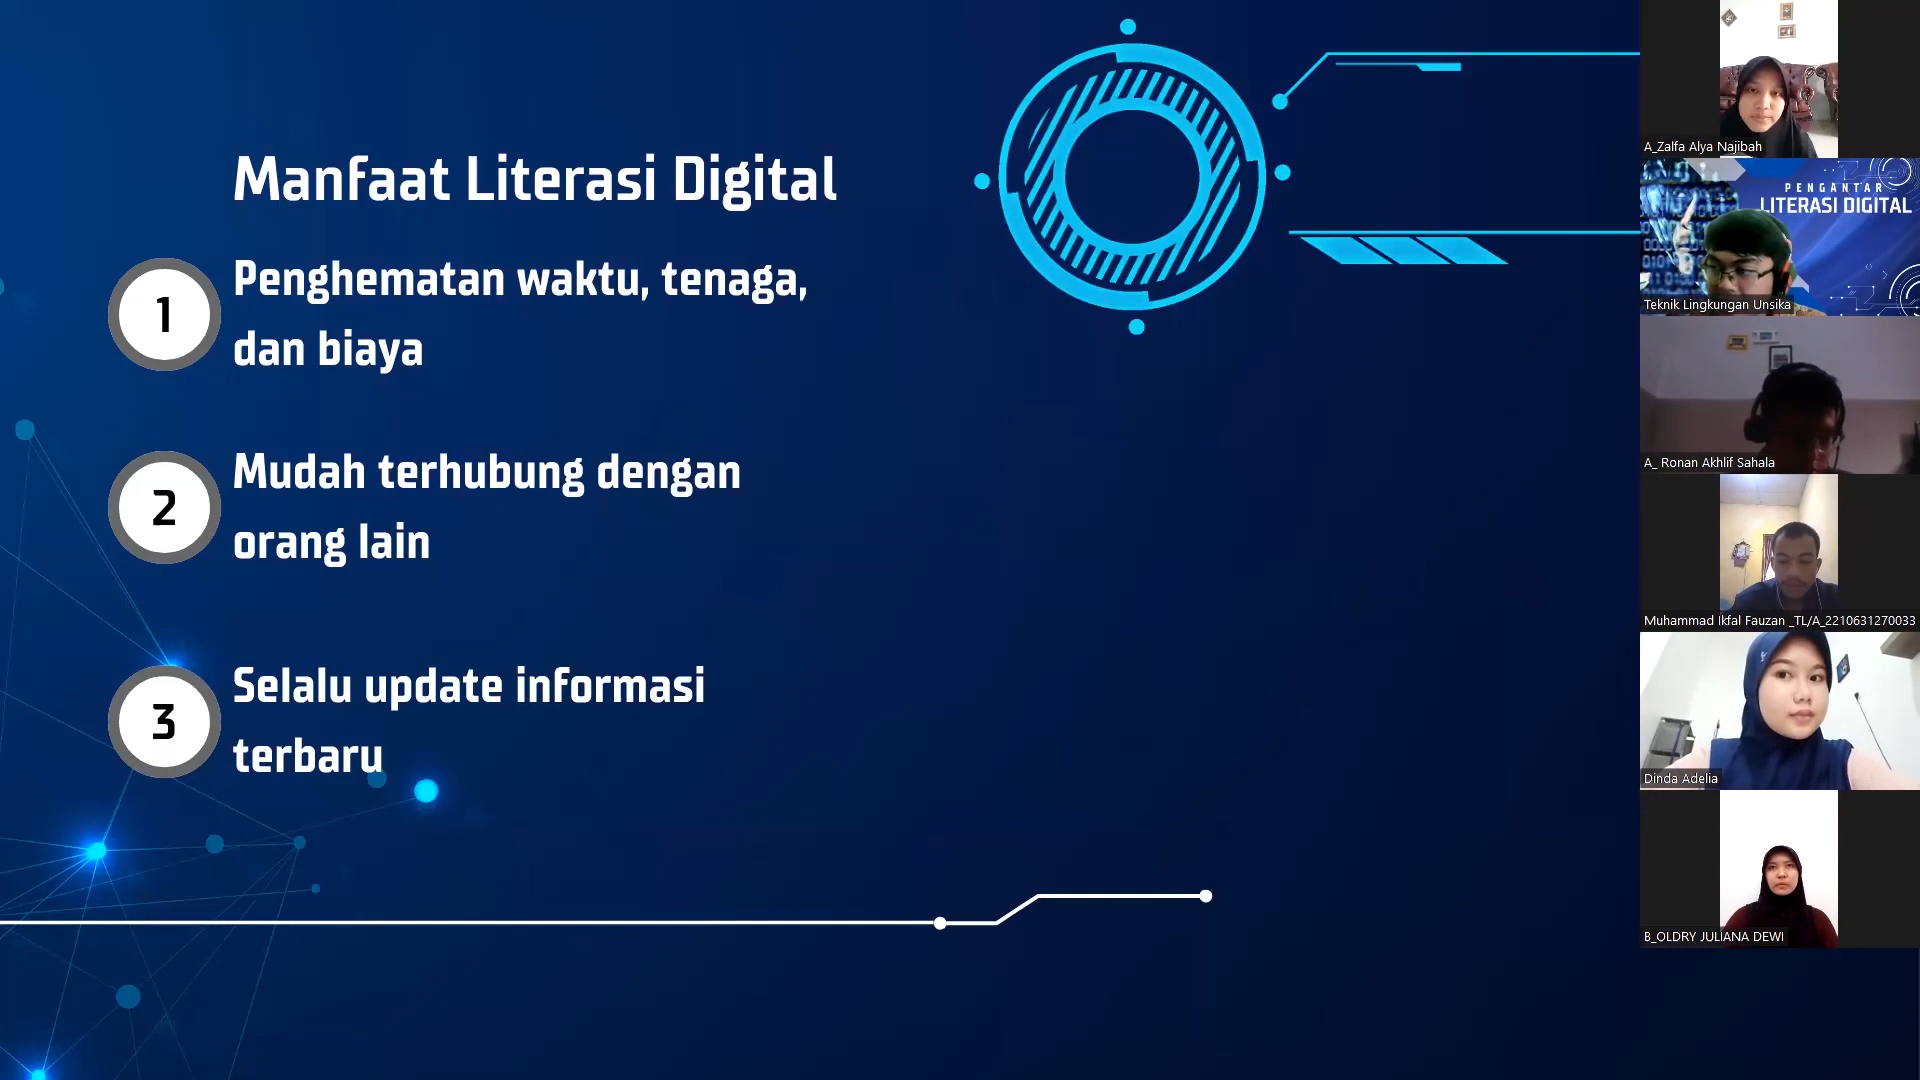 Manfaat Literasi Digital
1
Penghematan waktu, tenaga,
dan biaya
2
Mudah terhubung dengan
orang lain
3
Selalu update informasi
terbaru
A_Zalfa Alya Najibah
PENGANTAR
LITERASI DIGITAL
Teknik Lingkungan Unsika
A_ Ronan Akhlif Sahala
Muhammad Ikfal Fauzan _TL/A_2210631270033
Dinda Adelia
B_OLDRY JULIANA DEWI